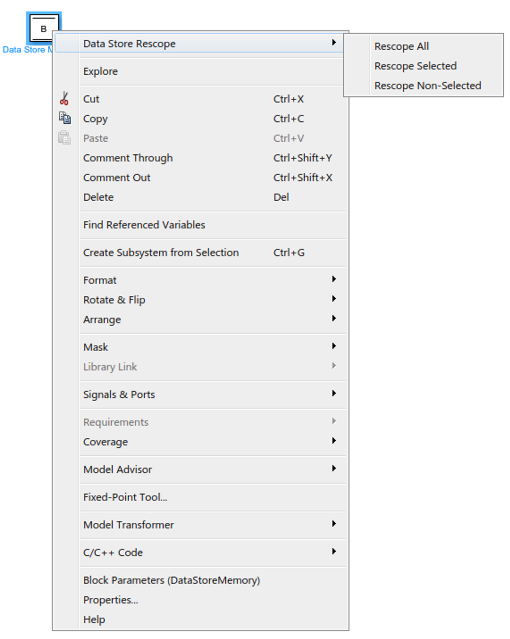 B
Data Store M
Data Store Rescope
Rescope All
Rescope Selected
Rescope Non-Selected
Explore
Cut Ctrl+X
Copy Ctrl+C
Paste Ctrl+V
Comment Through Ctrl+Shift+Y
Comment Out Ctrl+Shift+X
Delete Del
Find Referenced Variables
Create Subsystem from Selection Ctrl+G
Format
Rotate & Flip
Arrange
Mask
Library Link
Signals & Ports
Requirements
Coverage
Model Advisor
Fixed-Point Tool...
Model Transformer
C/C++ Code
Block Parameters (DataStoreMemory)
Properties...
Help